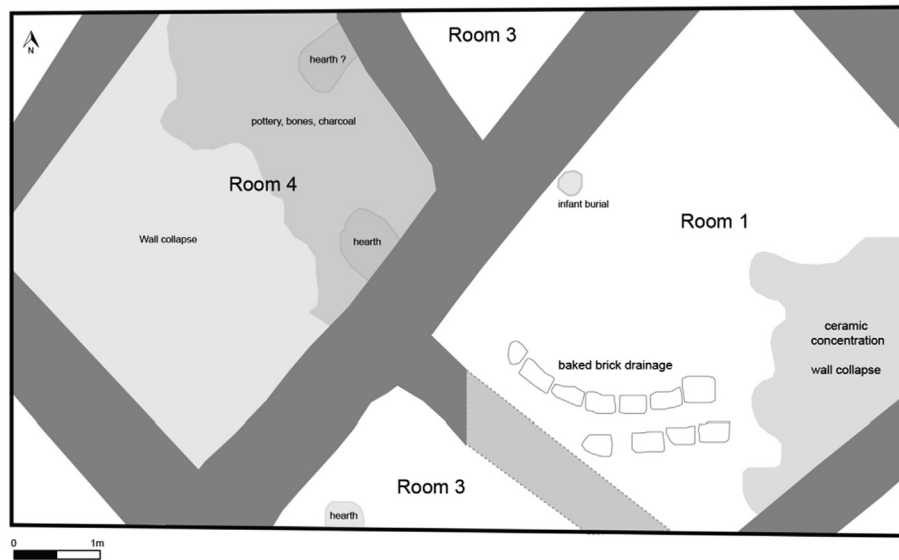 Room 3
N
hearth ?
pottery, bones, charcoal
Room 4
infant burial
Room 1
Wall collapse
hearth
ceramic
concentration
wall collapse
baked brick drainage
Room 3
hearth
0 1m